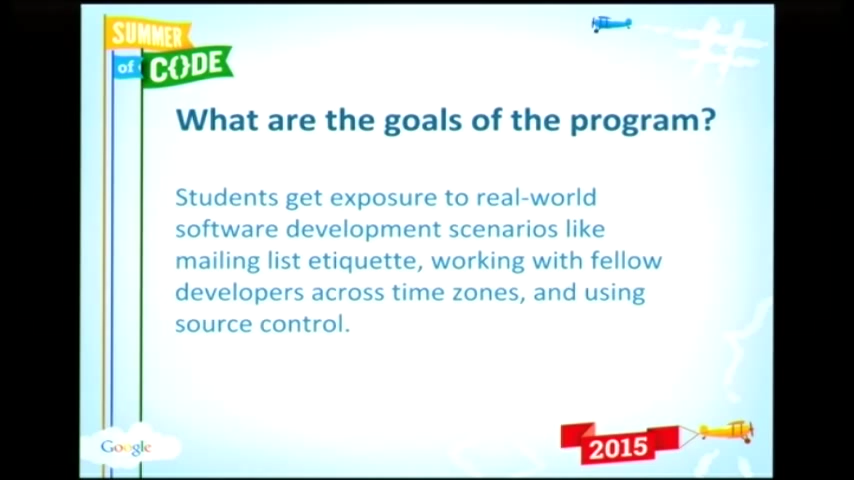 SUMMER
of CODE
#
What are the goals of the program?
Students get exposure to real-world
software development scenarios like
mailing list etiquette, working with fellow
developers across time zones, and using
source control.
{
Google
2015